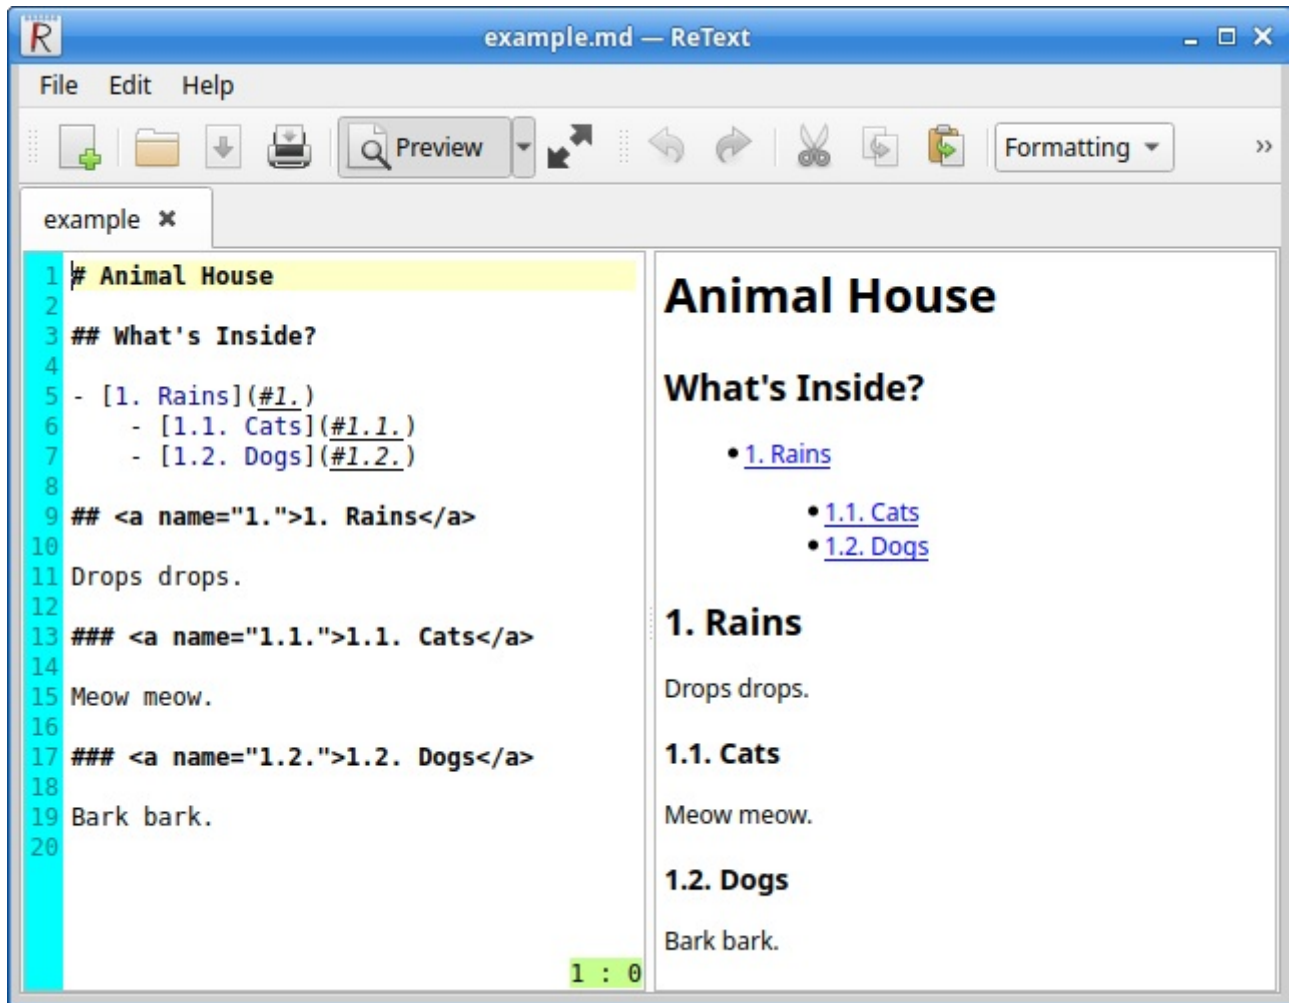 example.md — ReText
File Edit Help
Preview Formatting »
example
1 # Animal House
2
3 ## What's Inside?
4
5 - [1. Rains](#1.)
6     - [1.1. Cats](#1.1.)
7     - [1.2. Dogs](#1.2.)
8
9 ## <a name="1.">1. Rains</a>
10
11 Drops drops.
12
13 ### <a name="1.1.">1.1. Cats</a>
14
15 Meow meow.
16
17 ### <a name="1.2.">1.2. Dogs</a>
18
19 Bark bark.
20
1 : 0
Animal House
What's Inside?
• 1. Rains
• 1.1. Cats
• 1.2. Dogs
1. Rains
Drops drops.
1.1. Cats
Meow meow.
1.2. Dogs
Bark bark.